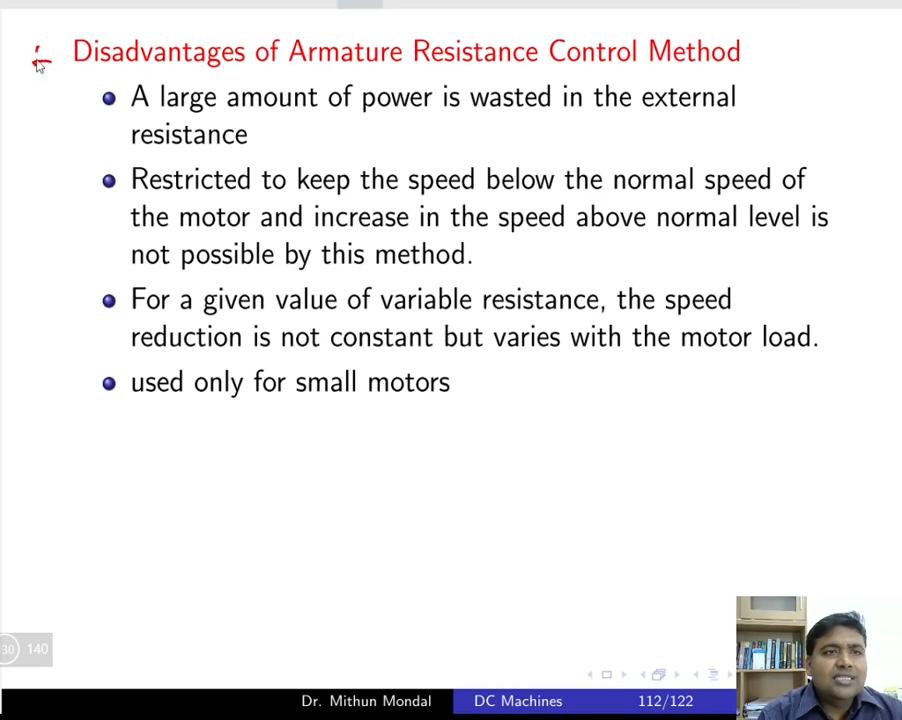 Disadvantages of Armature Resistance Control Method
A large amount of power is wasted in the external
resistance
Restricted to keep the speed below the normal speed of
the motor and increase in the speed above normal level is
not possible by this method.
For a given value of variable resistance, the speed
reduction is not constant but varies with the motor load.
used only for small motors
30 140
Dr. Mithun Mondal DC Machines 112/122